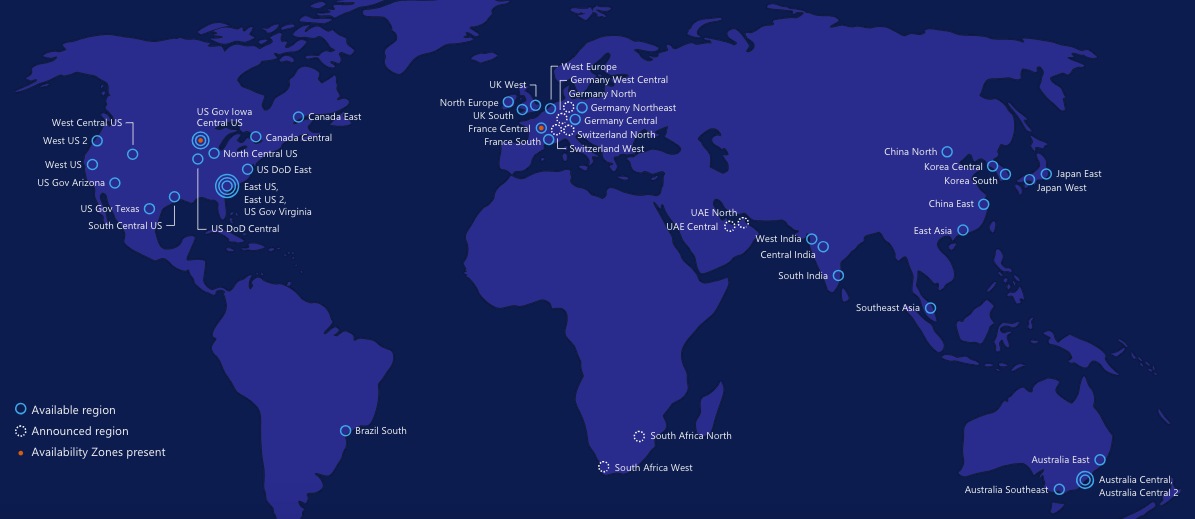 West Europe
Germany West Central
UK West
Germany North
North Europe
Germany Northeast
UK South
US Gov Iowa
Central US
Canada East
West Central US
Germany Central
France Central
Switzerland North
West US 2
Canada Central
France South
Switzerland West
North Central US
China North
West US
Korea Central
US DoD East
Korea South
Japan East
US Gov Arizona
East US,
East US 2,
US Gov Virginia
Japan West
US Gov Texas
China East
UAE North
South Central US
UAE Central
US DoD Central
East Asia
West India
Central India
South India
Southeast Asia
Available region
Announced region
Availability Zones present
Brazil South
South Africa North
South Africa West
Australia East
Australia Central,
Australia Central 2
Australia Southeast